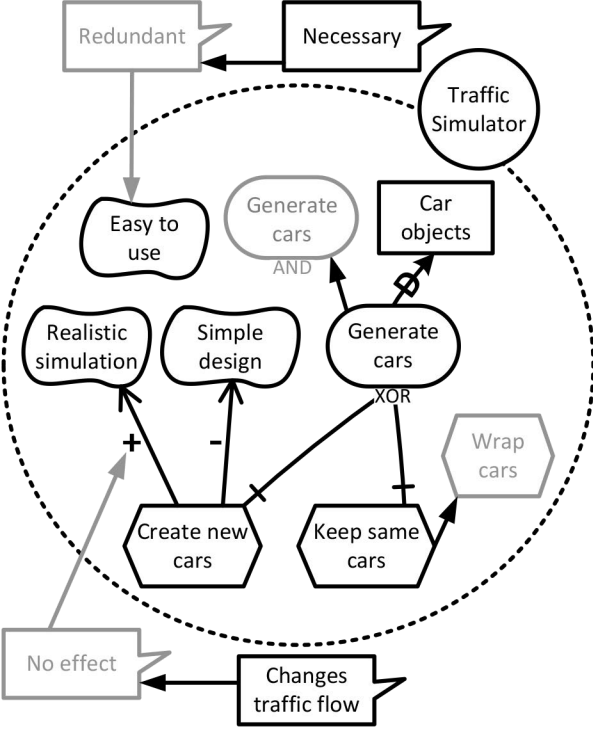 Redundant
Necessary
Traffic
Simulator
Easy to
use
Generate
cars
AND
Car
objects
Realistic
simulation
Simple
design
Generate
cars
XOR
+
-
D
Wrap
cars
Create new
cars
Keep same
cars
No effect
Changes
traffic flow